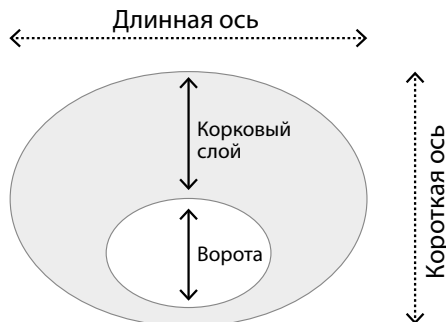 Длинная ось
Корковый
слой
Ворота
Короткая ось